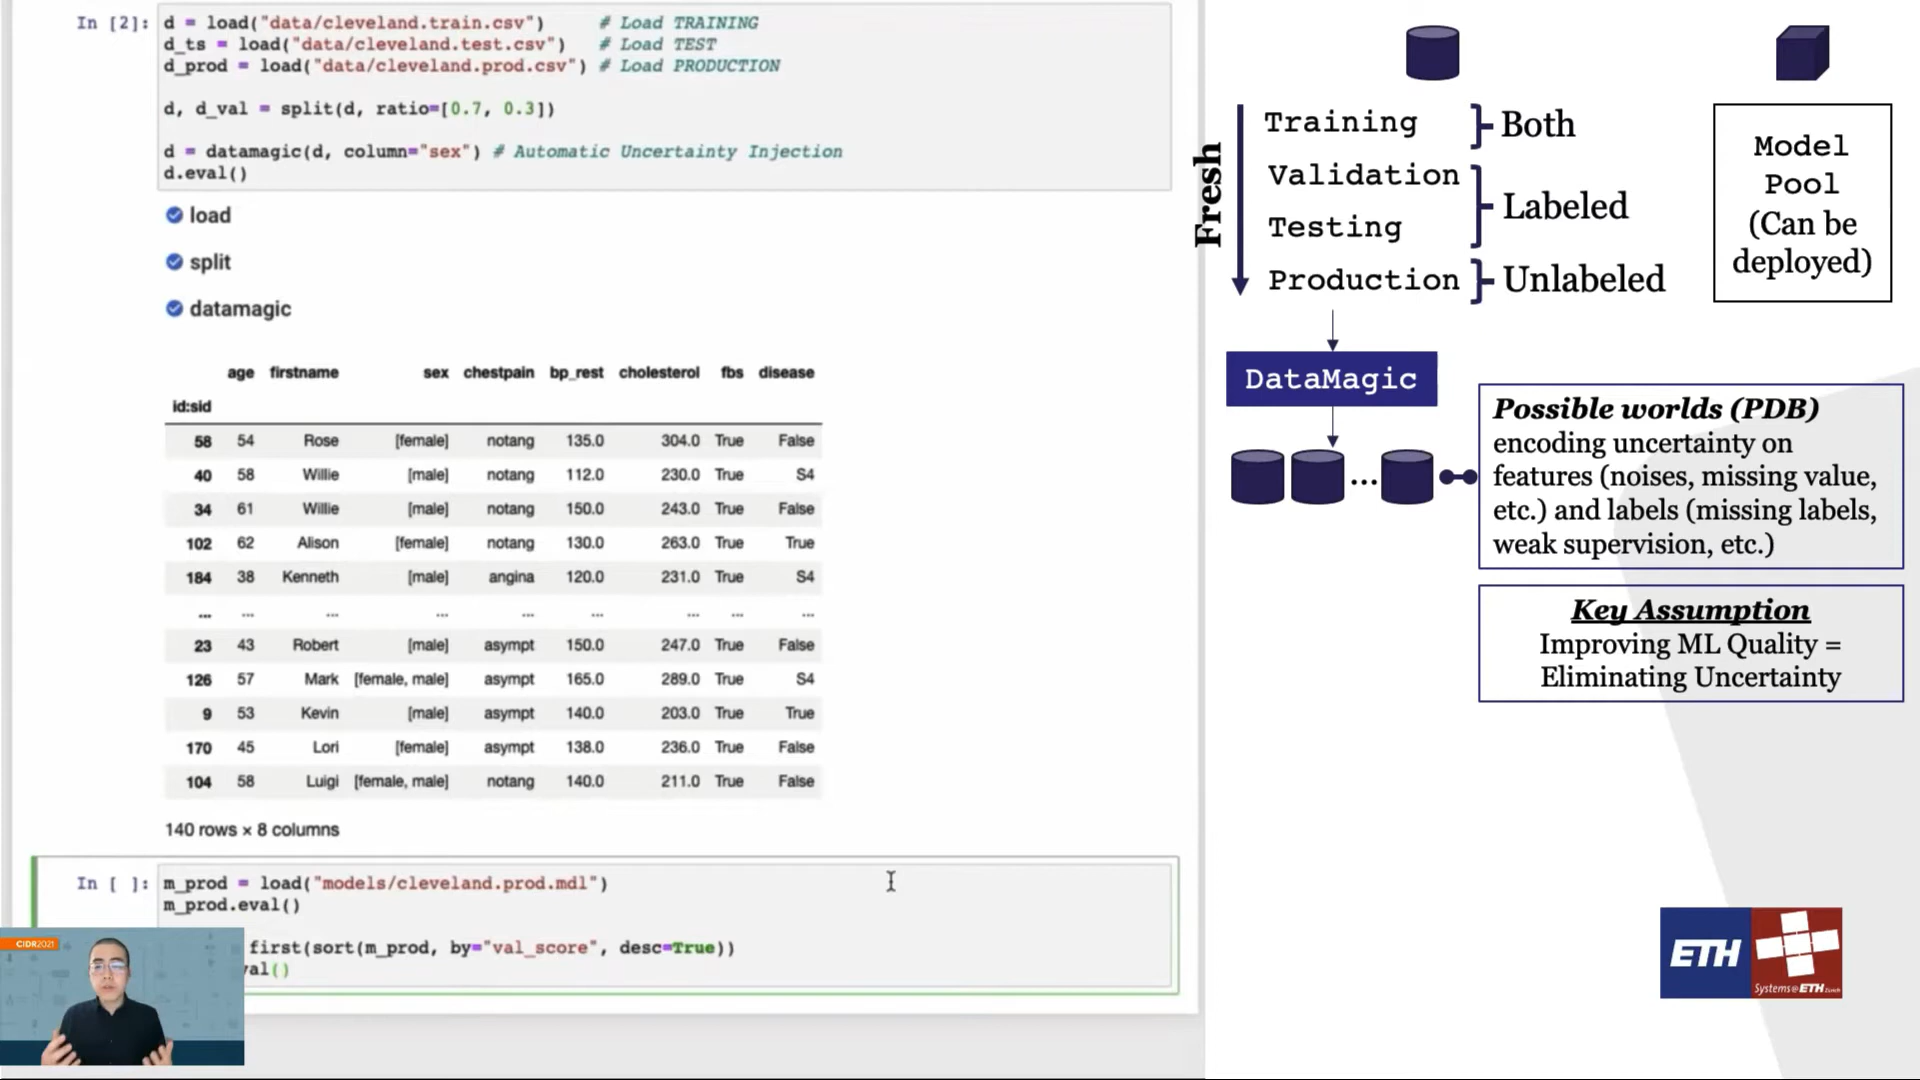 In [2]: d = load("data/cleveland.train.csv") # Load TRAINING
d_ts = load("data/cleveland.test.csv") # Load TEST
d_prod = load("data/cleveland.prod.csv") # Load PRODUCTION
d, d_val = split(d, ratio=[0.7, 0.3])
d = datamagic(d, column="sex") # Automatic Uncertainty Injection
d.eval()
load
split
datamagic
age firstname sex chestpain bp_rest cholesterol fbs disease
id:sid
58 54 Rose [female] notang 135.0 304.0 True False
40 58 Willie [male] notang 112.0 230.0 True S4
34 61 Willie [male] notang 150.0 243.0 True False
102 62 Alison [female] notang 130.0 263.0 True True
184 38 Kenneth [male] angina 120.0 231.0 True S4
... ... ... ... ... ... ... ... ...
23 43 Robert [male] asympt 150.0 247.0 True False
126 57 Mark [female, male] asympt 165.0 289.0 True S4
9 53 Kevin [male] asympt 140.0 203.0 True True
170 45 Lori [female] asympt 138.0 236.0 True False
104 58 Luigi [female, male] notang 140.0 211.0 True False
140 rows × 8 columns
In [ ]: m_prod = load("models/cleveland.prod.mdl")
m_prod.eval()
first(sort(m_prod, by="val_score", desc=True))
val()
CIDR2021
Fresh
Training
Validation
Testing
Production
Both
Labeled
Unlabeled
Model
Pool
(Can be
deployed)
DataMagic
...
Possible worlds (PDB)
encoding uncertainty on
features (noises, missing value,
etc.) and labels (missing labels,
weak supervision, etc.)
Key Assumption
Improving ML Quality =
Eliminating Uncertainty
ETH
Systems@ETH Zürich